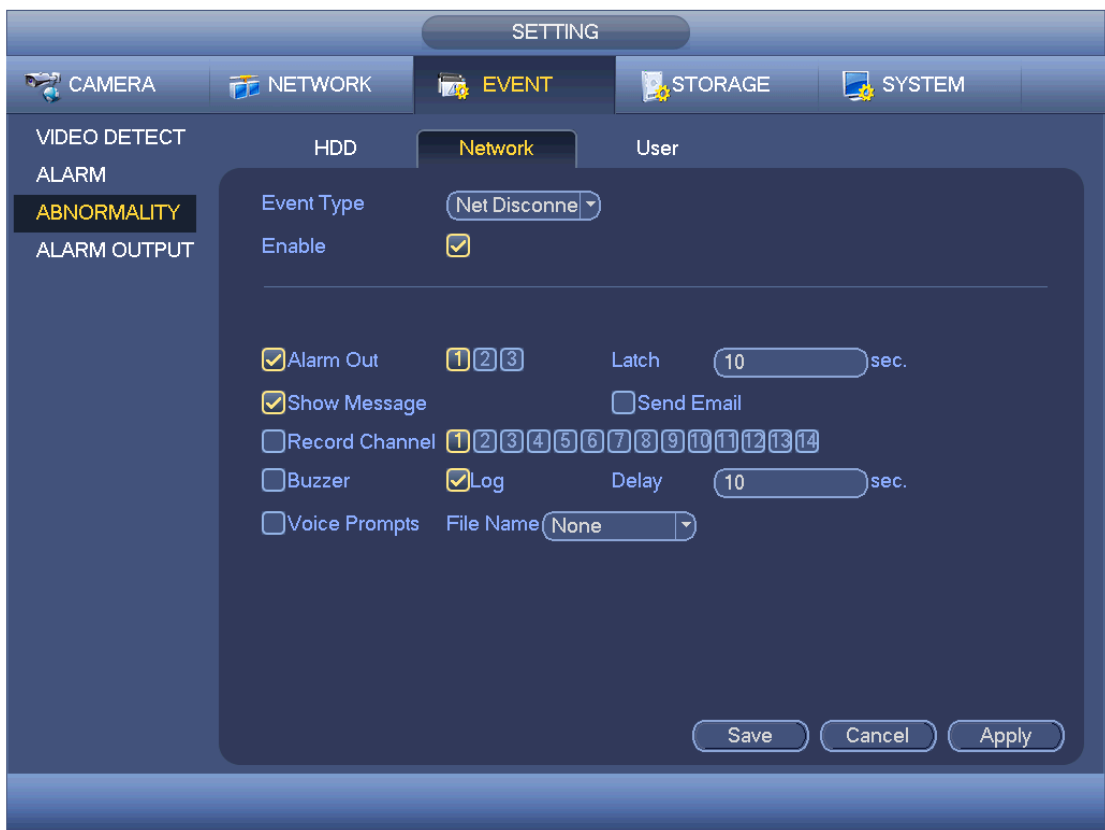 SETTING
CAMERA NETWORK EVENT STORAGE SYSTEM
VIDEO DETECT
ALARM
ABNORMALITY
ALARM OUTPUT
HDD Network User
Event Type Net Disconne
Enable
Alarm Out 1 2 3 Latch 10 sec.
Show Message Send Email
Record Channel 1 2 3 4 5 6 7 8 9 10 11 12 13 14
Buzzer Log Delay 10 sec.
Voice Prompts File Name None
Save Cancel Apply